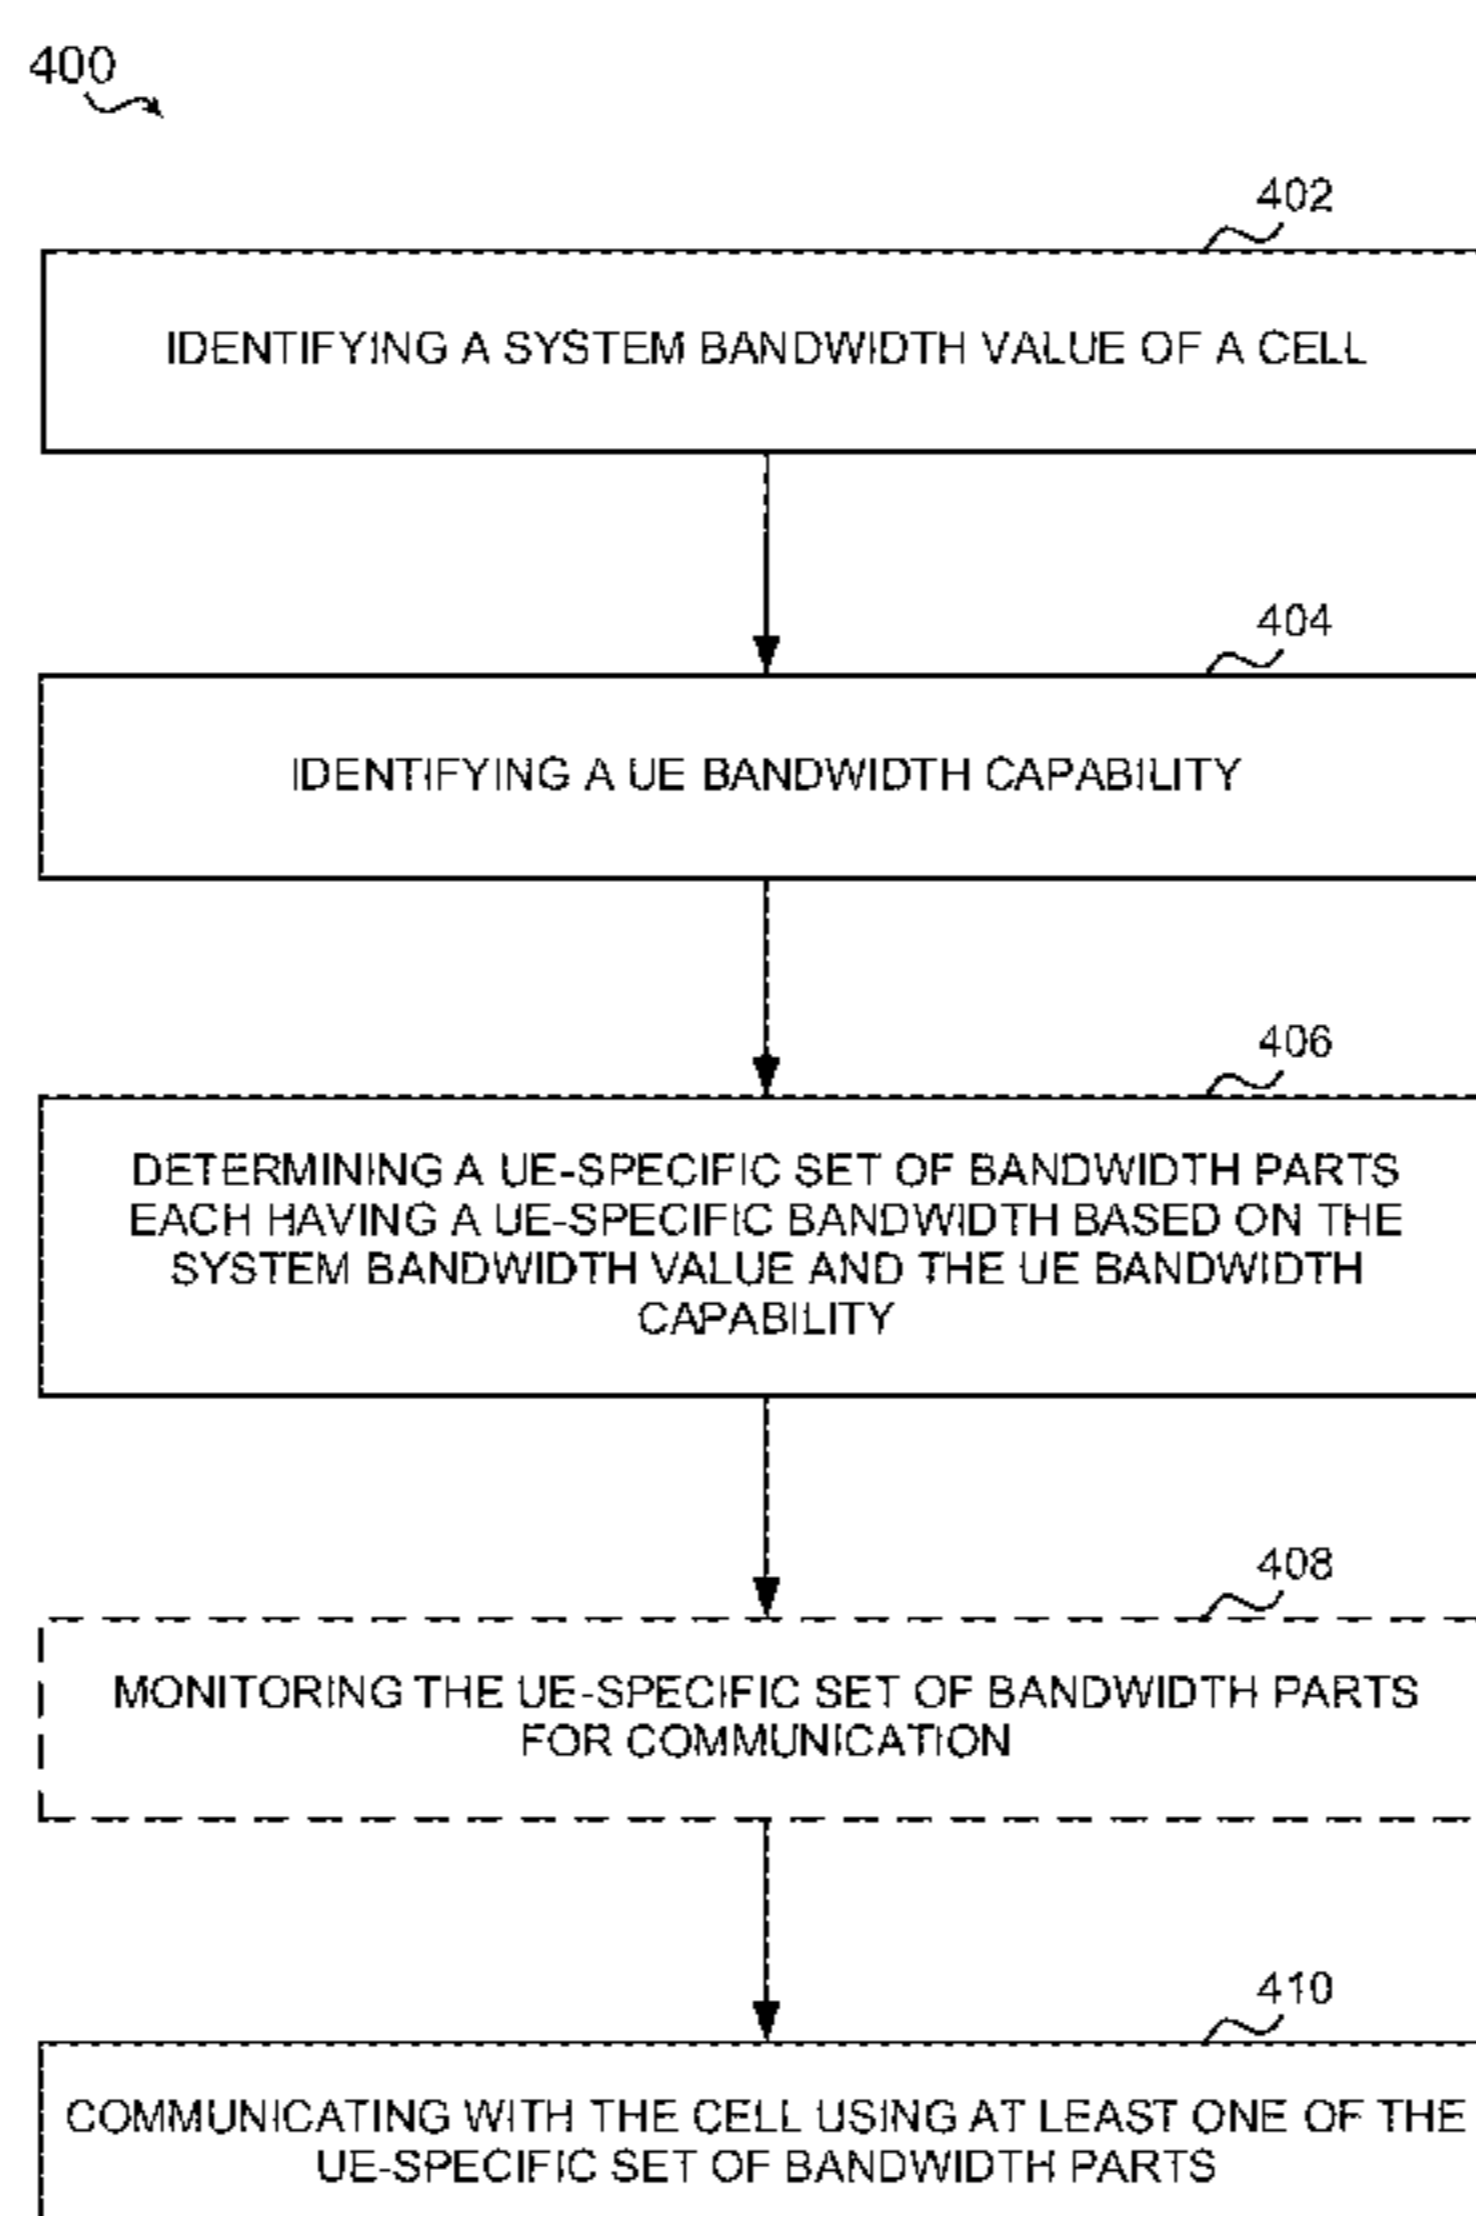 400
402
IDENTIFYING A SYSTEM BANDWIDTH VALUE OF A CELL
404
IDENTIFYING A UE BANDWIDTH CAPABILITY
406
DETERMINING A UE-SPECIFIC SET OF BANDWIDTH PARTS
EACH HAVING A UE-SPECIFIC BANDWIDTH BASED ON THE
SYSTEM BANDWIDTH VALUE AND THE UE BANDWIDTH
CAPABILITY
408
MONITORING THE UE-SPECIFIC SET OF BANDWIDTH PARTS
FOR COMMUNICATION
410
COMMUNICATING WITH THE CELL USING AT LEAST ONE OF THE
UE-SPECIFIC SET OF BANDWIDTH PARTS